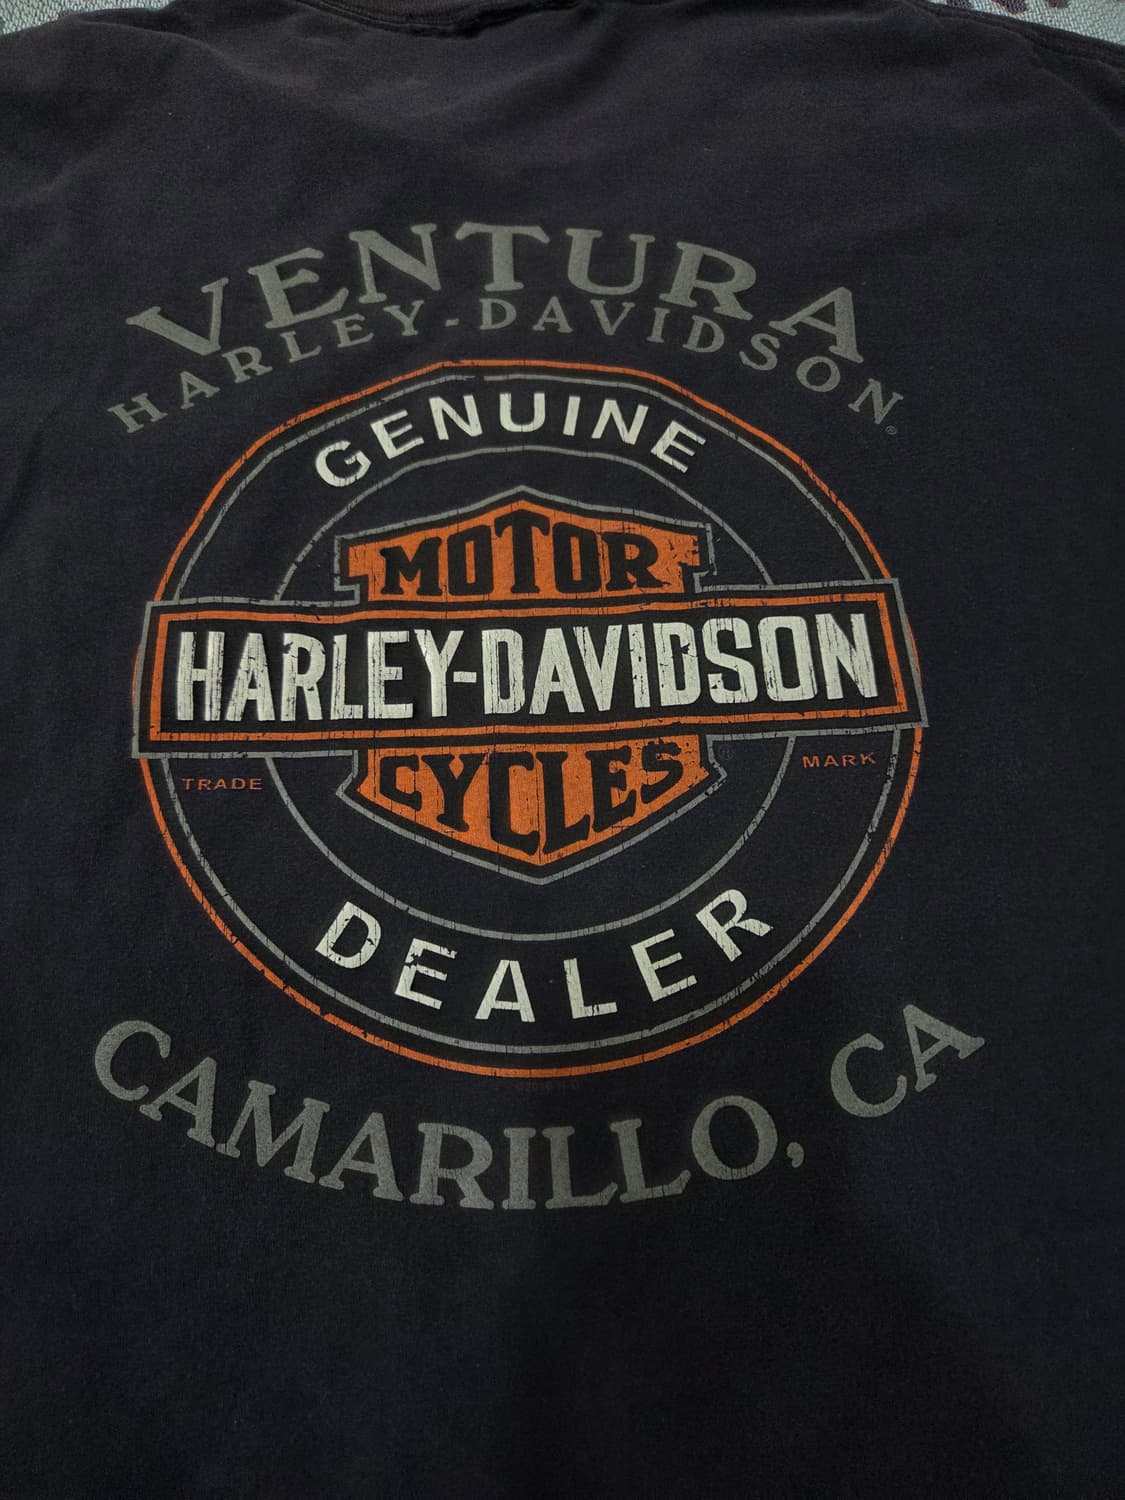 VENTURA
HARLEY-DAVIDSON®
GENUINE
MOTOR
HARLEY-DAVIDSON
CYCLES
®
TRADE MARK
DEALER
CAMARILLO, CA